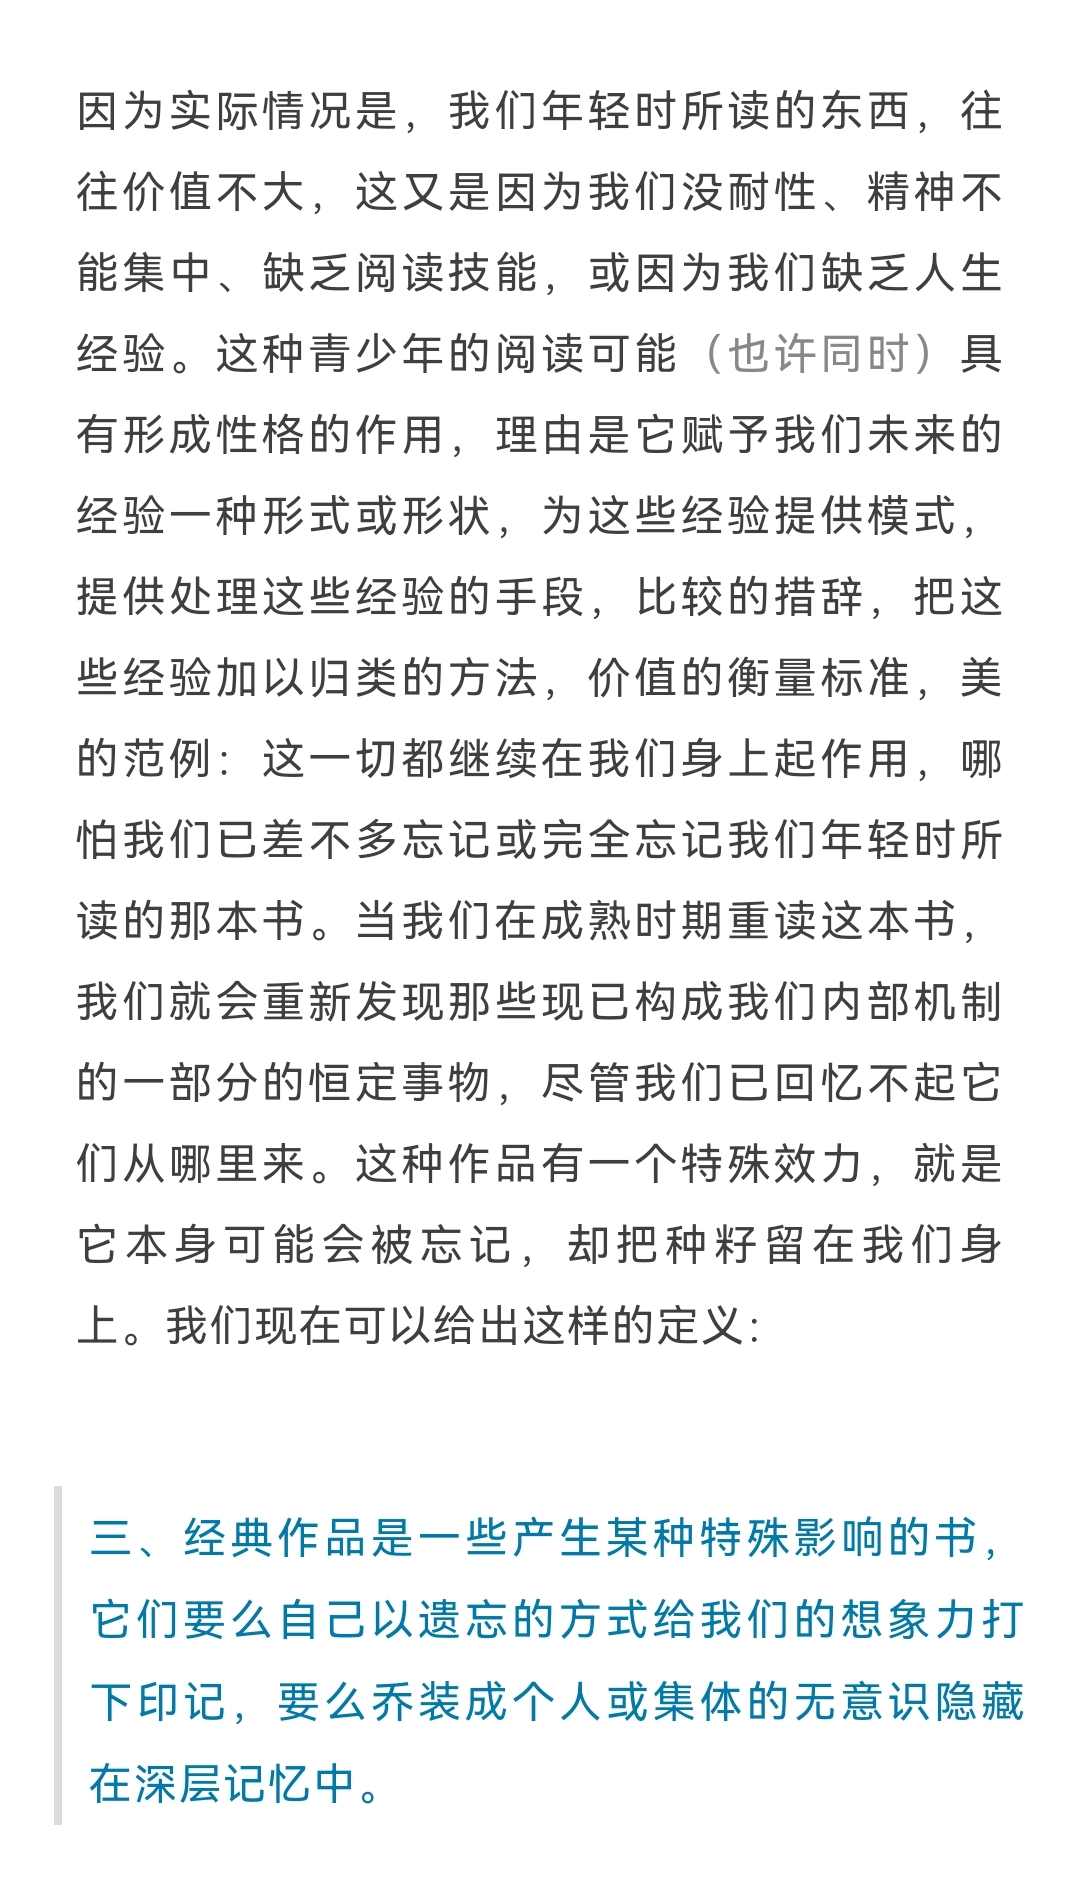 因为实际情况是，我们年轻时所读的东西，往
往价值不大，这又是因为我们没耐性、精神不
能集中、缺乏阅读技能，或因为我们缺乏人生
经验。这种青少年的阅读可能（也许同时）具
有形成性格的作用，理由是它赋予我们未来的
经验一种形式或形状，为这些经验提供模式，
提供处理这些经验的手段，比较的措辞，把这
些经验加以归类的方法，价值的衡量标准，美
的范例：这一切都继续在我们身上起作用，哪
怕我们已差不多忘记或完全忘记我们年轻时所
读的那本书。当我们在成熟时期重读这本书，
我们就会重新发现那些现已构成我们内部机制
的一部分的恒定事物，尽管我们已回忆不起它
们从哪里来。这种作品有一个特殊效力，就是
它本身可能会被忘记，却把种籽留在我们身
上。我们现在可以给出这样的定义：
三、经典作品是一些产生某种特殊影响的书，
它们要么自己以遗忘的方式给我们的想象力打
下印记，要么乔装成个人或集体的无意识隐藏
在深层记忆中。